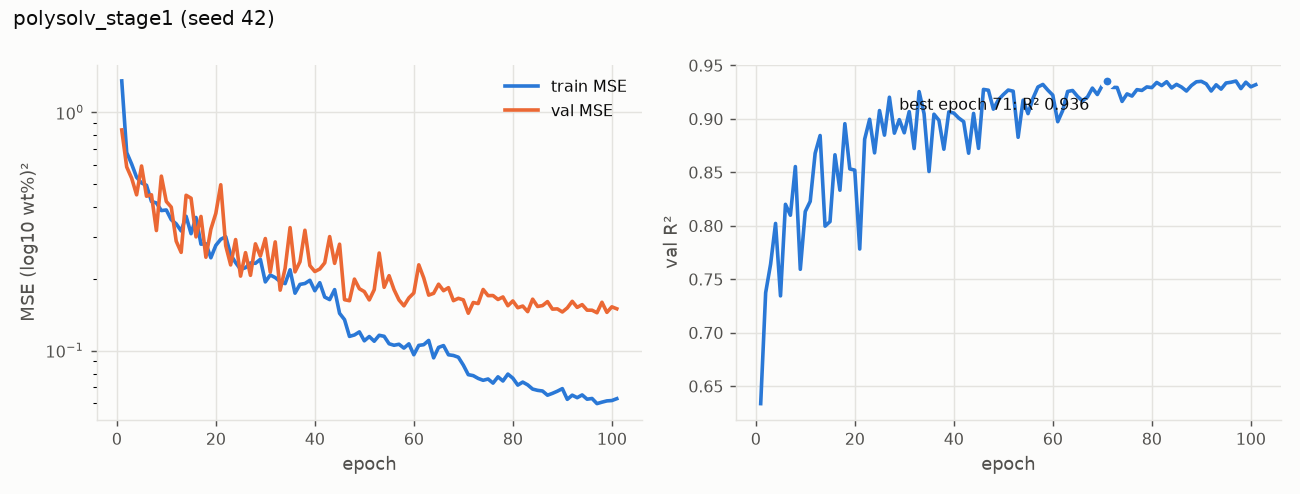 polysolv_stage1 (seed 42)
train MSE
val MSE
MSE (log10 wt%)²
10⁰
10⁻¹
0 20 40 60 80 100
epoch
best epoch 71: R² 0.936
val R²
0.95
0.90
0.85
0.80
0.75
0.70
0.65
0 20 40 60 80 100
epoch